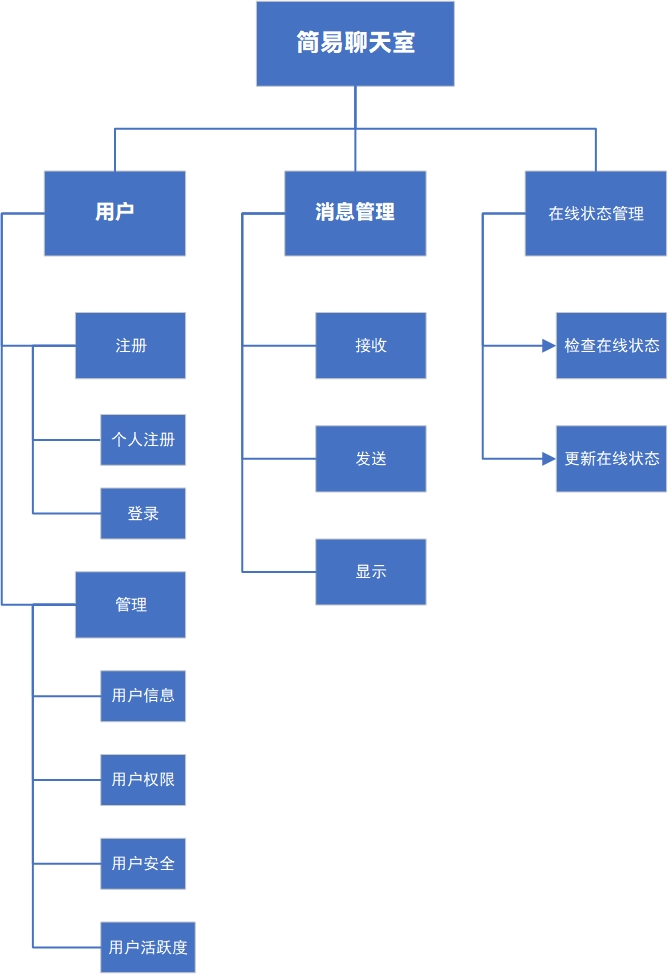 简易聊天室
用户
消息管理
在线状态管理
注册
接收
检查在线状态
个人注册
发送
更新在线状态
登录
显示
管理
用户信息
用户权限
用户安全
用户活跃度